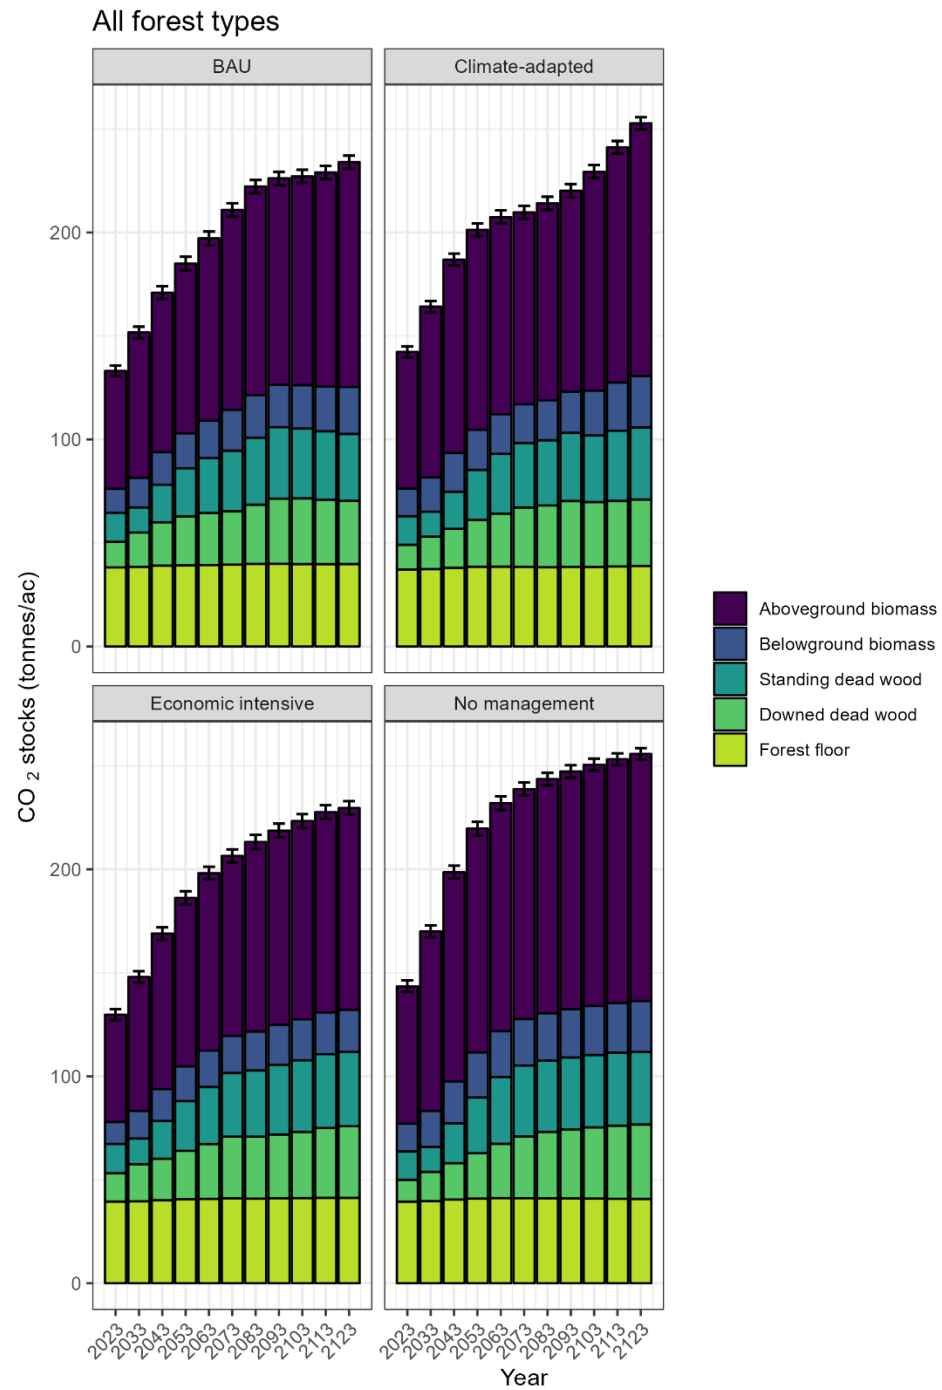 All forest types
BAU
Climate-adapted
200
100
0
Economic intensive
No management
200
100
0
CO 2 stocks (tonnes/ac)
2023 2033 2043 2053 2063 2073 2083 2093 2103 2113 2123
2023 2033 2043 2053 2063 2073 2083 2093 2103 2113 2123
Year
Aboveground biomass
Belowground biomass
Standing dead wood
Downed dead wood
Forest floor